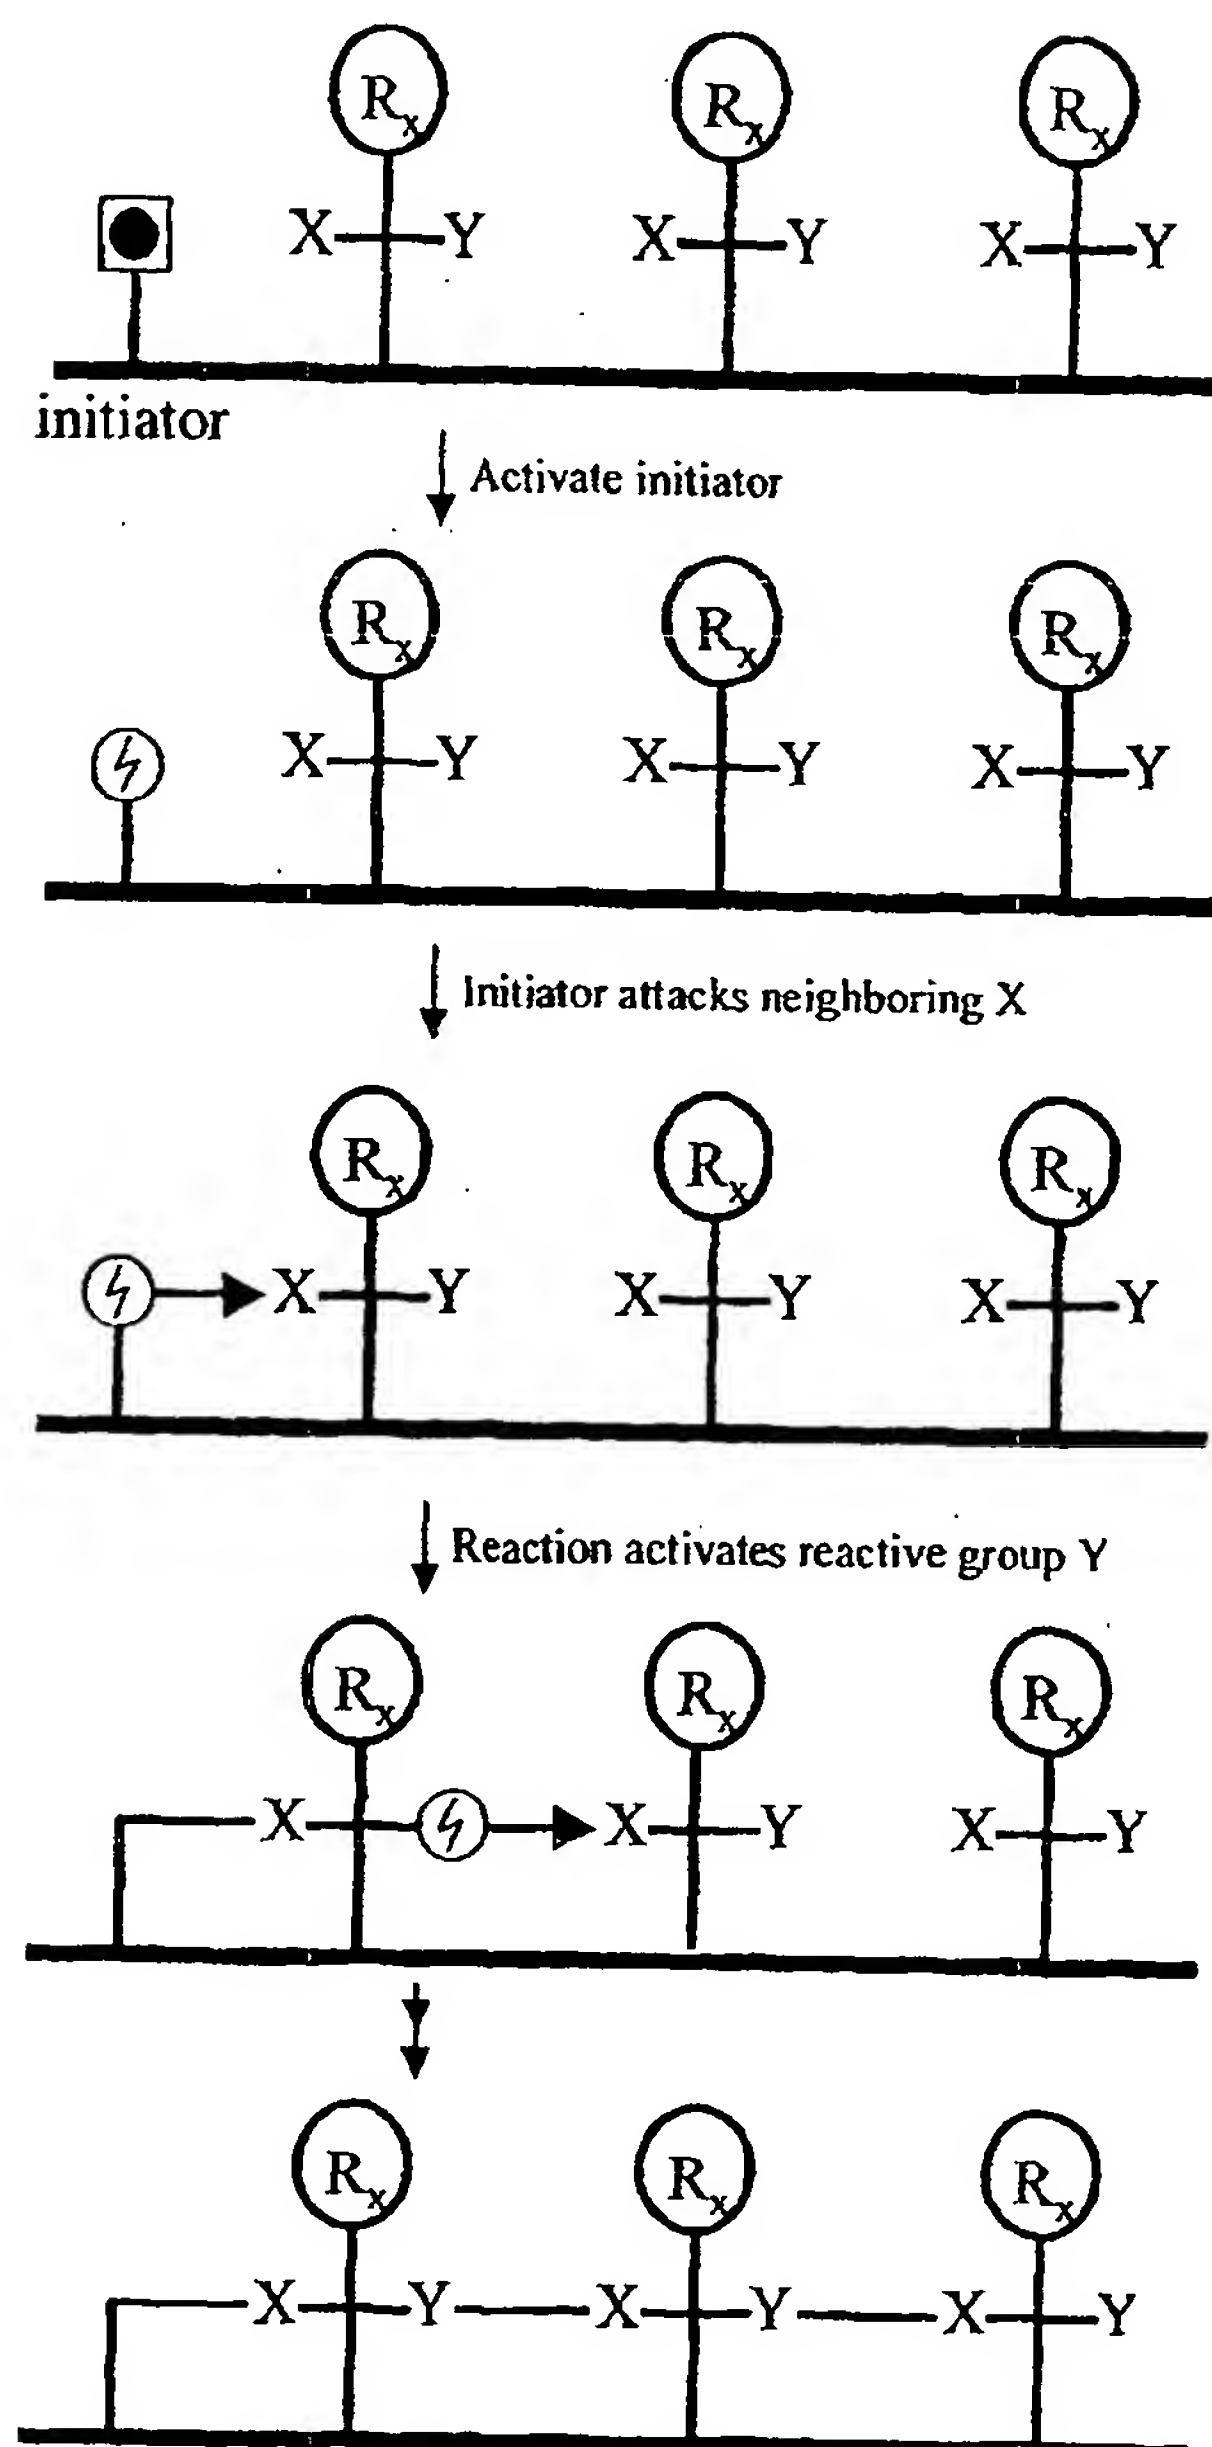 Rx Rx Rx
X Y X Y X Y
initiator
Activate initiator
Rx Rx Rx
X Y X Y X Y
Initiator attacks neighboring X
Rx Rx Rx
X Y X Y X Y
Reaction activates reactive group Y
Rx Rx Rx
X X Y X Y
Rx Rx Rx
X Y X Y X Y